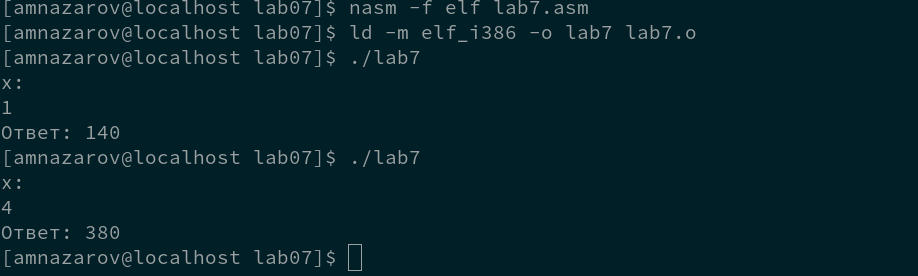 [amnazarov@localhost lab07]$ nasm -f elf lab7.asm
[amnazarov@localhost lab07]$ ld -m elf_i386 -o lab7 lab7.o
[amnazarov@localhost lab07]$ ./lab7
x:
1
Ответ: 140
[amnazarov@localhost lab07]$ ./lab7
x:
4
Ответ: 380
[amnazarov@localhost lab07]$